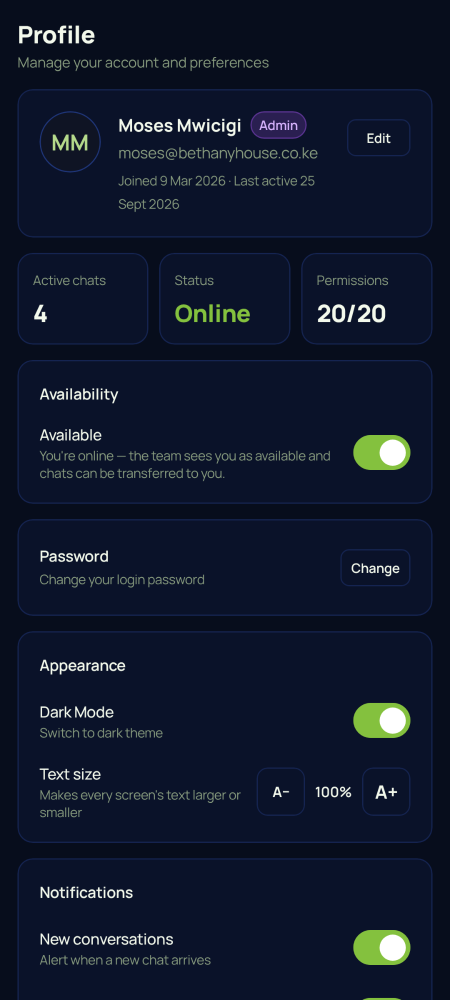 Profile
Manage your account and preferences
MM
Moses Mwicigi Admin
moses@bethanyhouse.co.ke
Edit
Joined 9 Mar 2026 · Last active 25
Sept 2026
Active chats
4
Status
Online
Permissions
20/20
Availability
Available
You're online — the team sees you as available and
chats can be transferred to you.
Password
Change your login password
Change
Appearance
Dark Mode
Switch to dark theme
Text size
Makes every screen's text larger or
smaller
A−
100%
A+
Notifications
New conversations
Alert when a new chat arrives